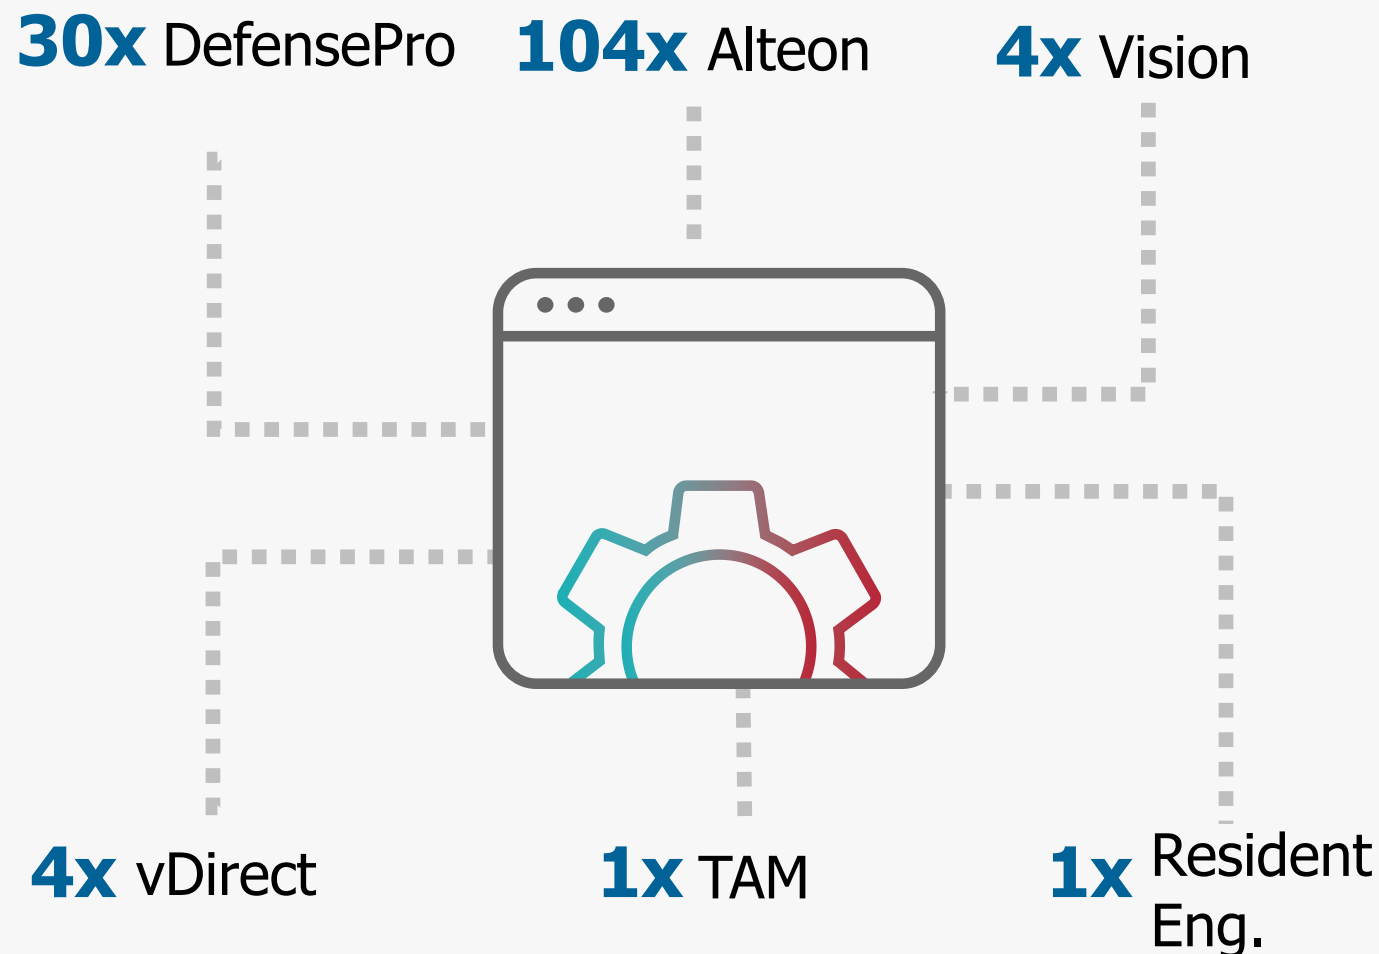 30x DefensePro
104x Alteon
4x Vision
4x vDirect
1x TAM
1x Resident
Eng.